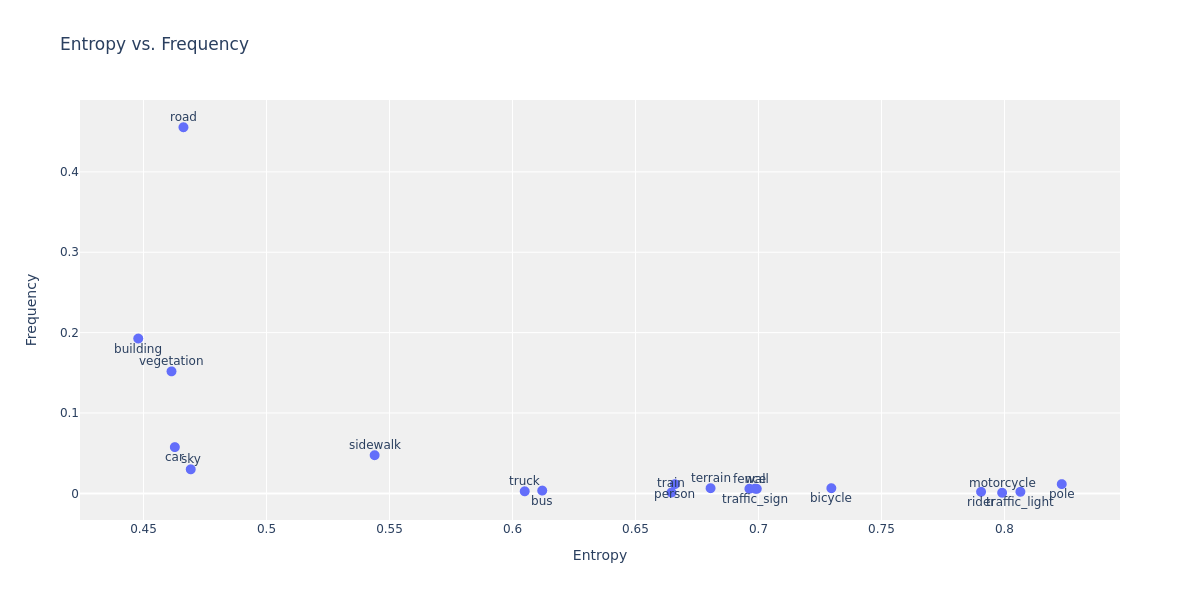 Entropy vs. Frequency
road
0.4
0.3
0.2
building
vegetation
0.1
sidewalk
car
sky
truck
bus
train
person
terrain
fence
wall
traffic_sign
bicycle
motorcycle
rider
traffic_light
pole
0
0.45 0.5 0.55 0.6 0.65 0.7 0.75 0.8
Entropy
Frequency